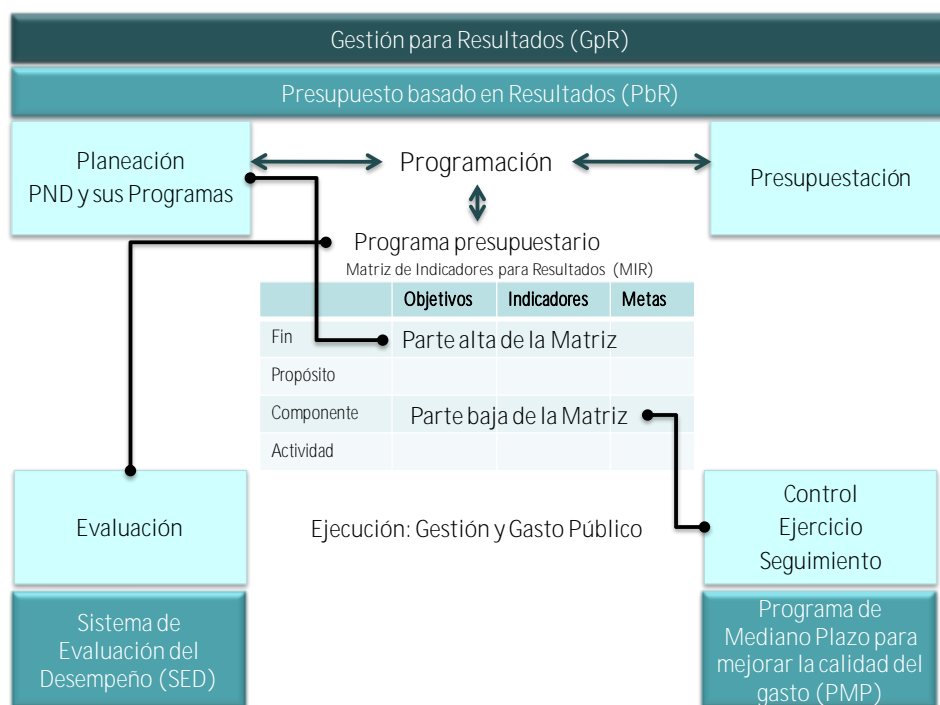 Gestión para Resultados (GpR)
Presupuesto basado en Resultados (PbR)
Planeación
PND y sus Programas
Programación
Presupuestación
Programa presupuestario
Matriz de Indicadores para Resultados (MIR)
Objetivos Indicadores Metas
Fin Parte alta de la Matriz
Propósito
Componente Parte baja de la Matriz
Actividad
Evaluación
Ejecución: Gestión y Gasto Público
Control
Ejercicio
Seguimiento
Sistema de
Evaluación del
Desempeño (SED)
Programa de
Mediano Plazo para
mejorar la calidad del
gasto (PMP)